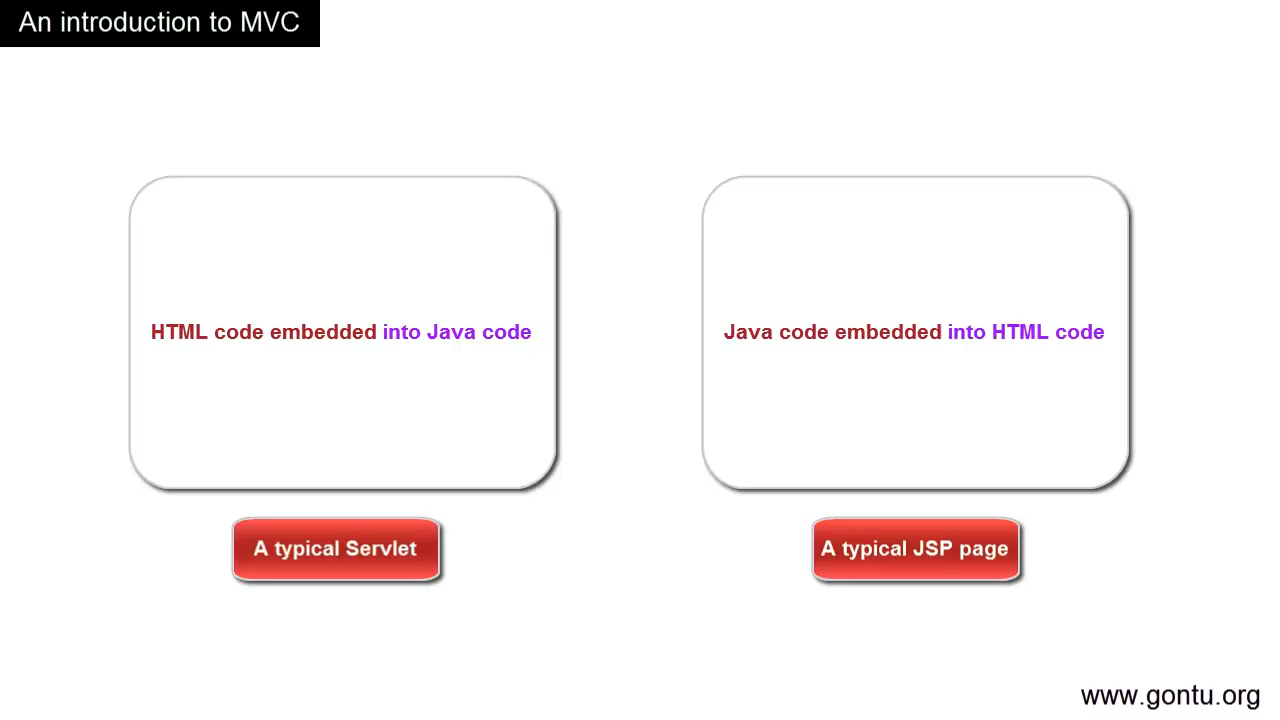 An introduction to MVC
HTML code embedded into Java code
Java code embedded into HTML code
A typical Servlet
A typical JSP page
www.gontu.org